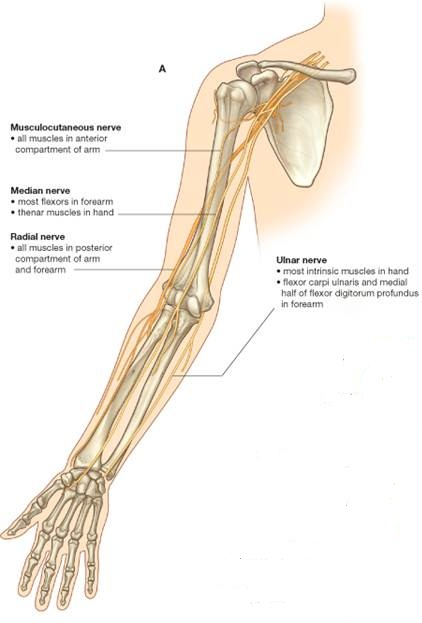 A
Musculocutaneous nerve
• all muscles in anterior
compartment of arm
Median nerve
• most flexors in forearm
• thenar muscles in hand
Radial nerve
• all muscles in posterior
compartment of arm
and forearm
Ulnar nerve
• most intrinsic muscles in hand
• flexor carpi ulnaris and medial
half of flexor digitorum profundus
in forearm